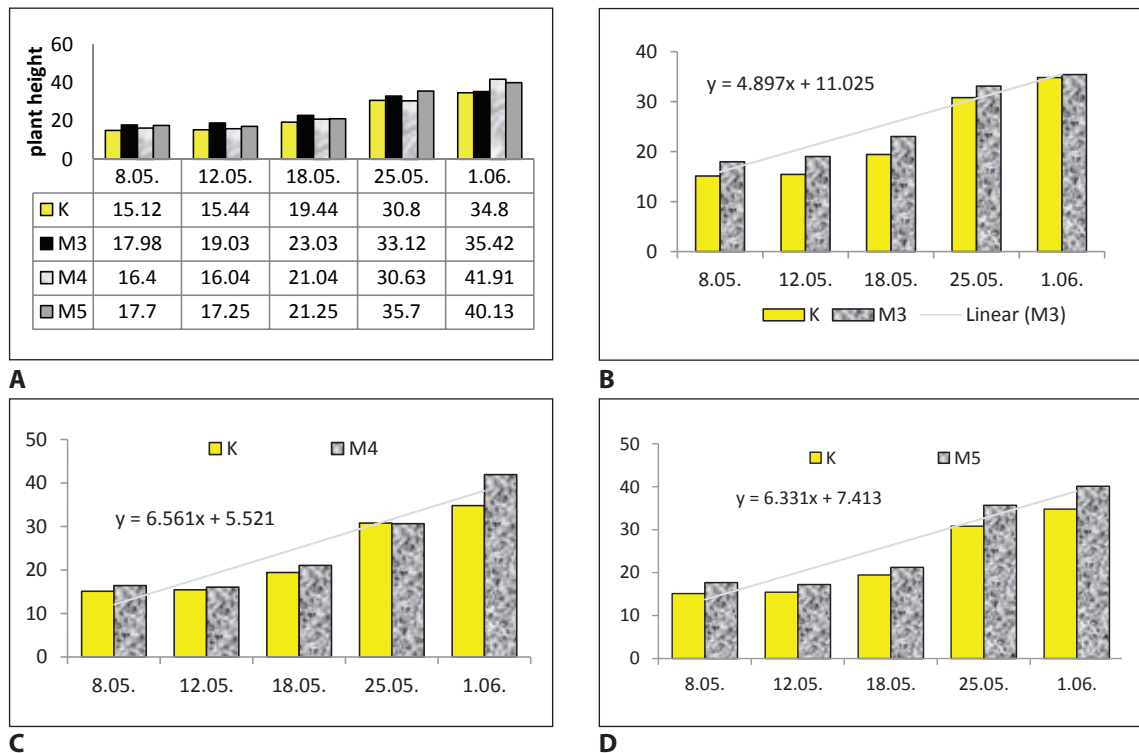 60
40
20
0
plant height
8.05. 12.05. 18.05. 25.05. 1.06.
K 15.12 15.44 19.44 30.8 34.8
M3 17.98 19.03 23.03 33.12 35.42
M4 16.4 16.04 21.04 30.63 41.91
M5 17.7 17.25 21.25 35.7 40.13
A
40
30
20
10
0
y = 4.897x + 11.025
8.05. 12.05. 18.05. 25.05. 1.06.
K M3 Linear (M3)
B
50
40
30
20
10
0
K M4
y = 6.561x + 5.521
8.05. 12.05. 18.05. 25.05. 1.06.
C
50
40
30
20
10
0
K M5
y = 6.331x + 7.413
8.05. 12.05. 18.05. 25.05. 1.06.
D